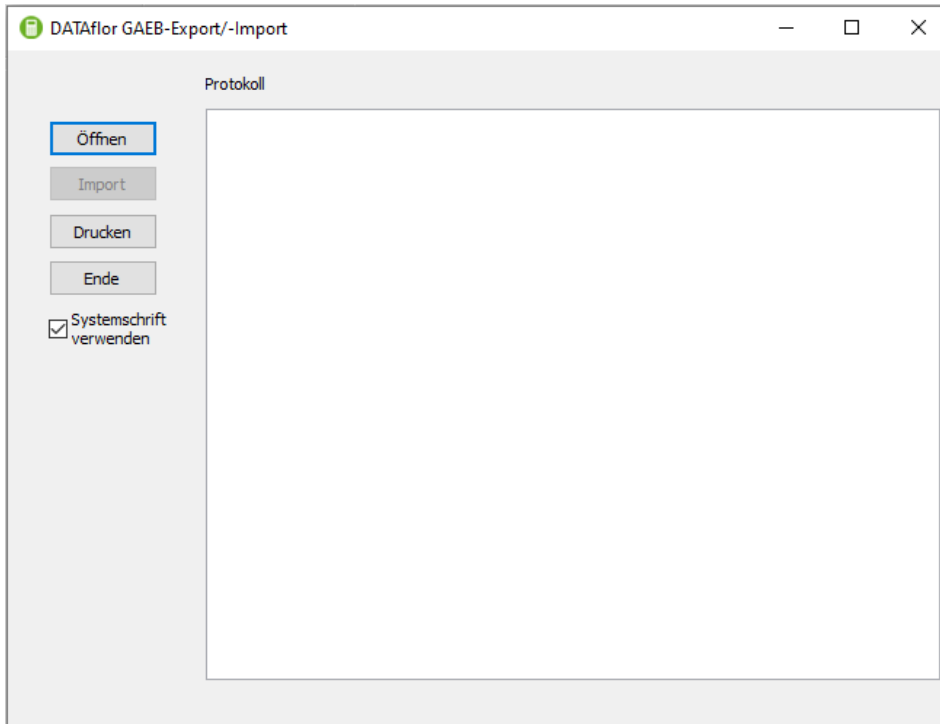 DATAflor GAEB-Export/-Import
Protokoll
Öffnen
Import
Drucken
Ende
Systemschrift
verwenden